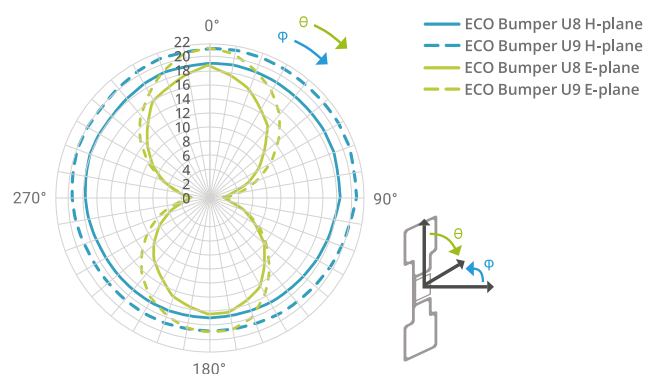 0°
θ
φ
22
20
18
16
14
12
10
8
6
4
2
0
270°
90°
180°
ECO Bumper U8 H-plane
ECO Bumper U9 H-plane
ECO Bumper U8 E-plane
ECO Bumper U9 E-plane
θ
φ